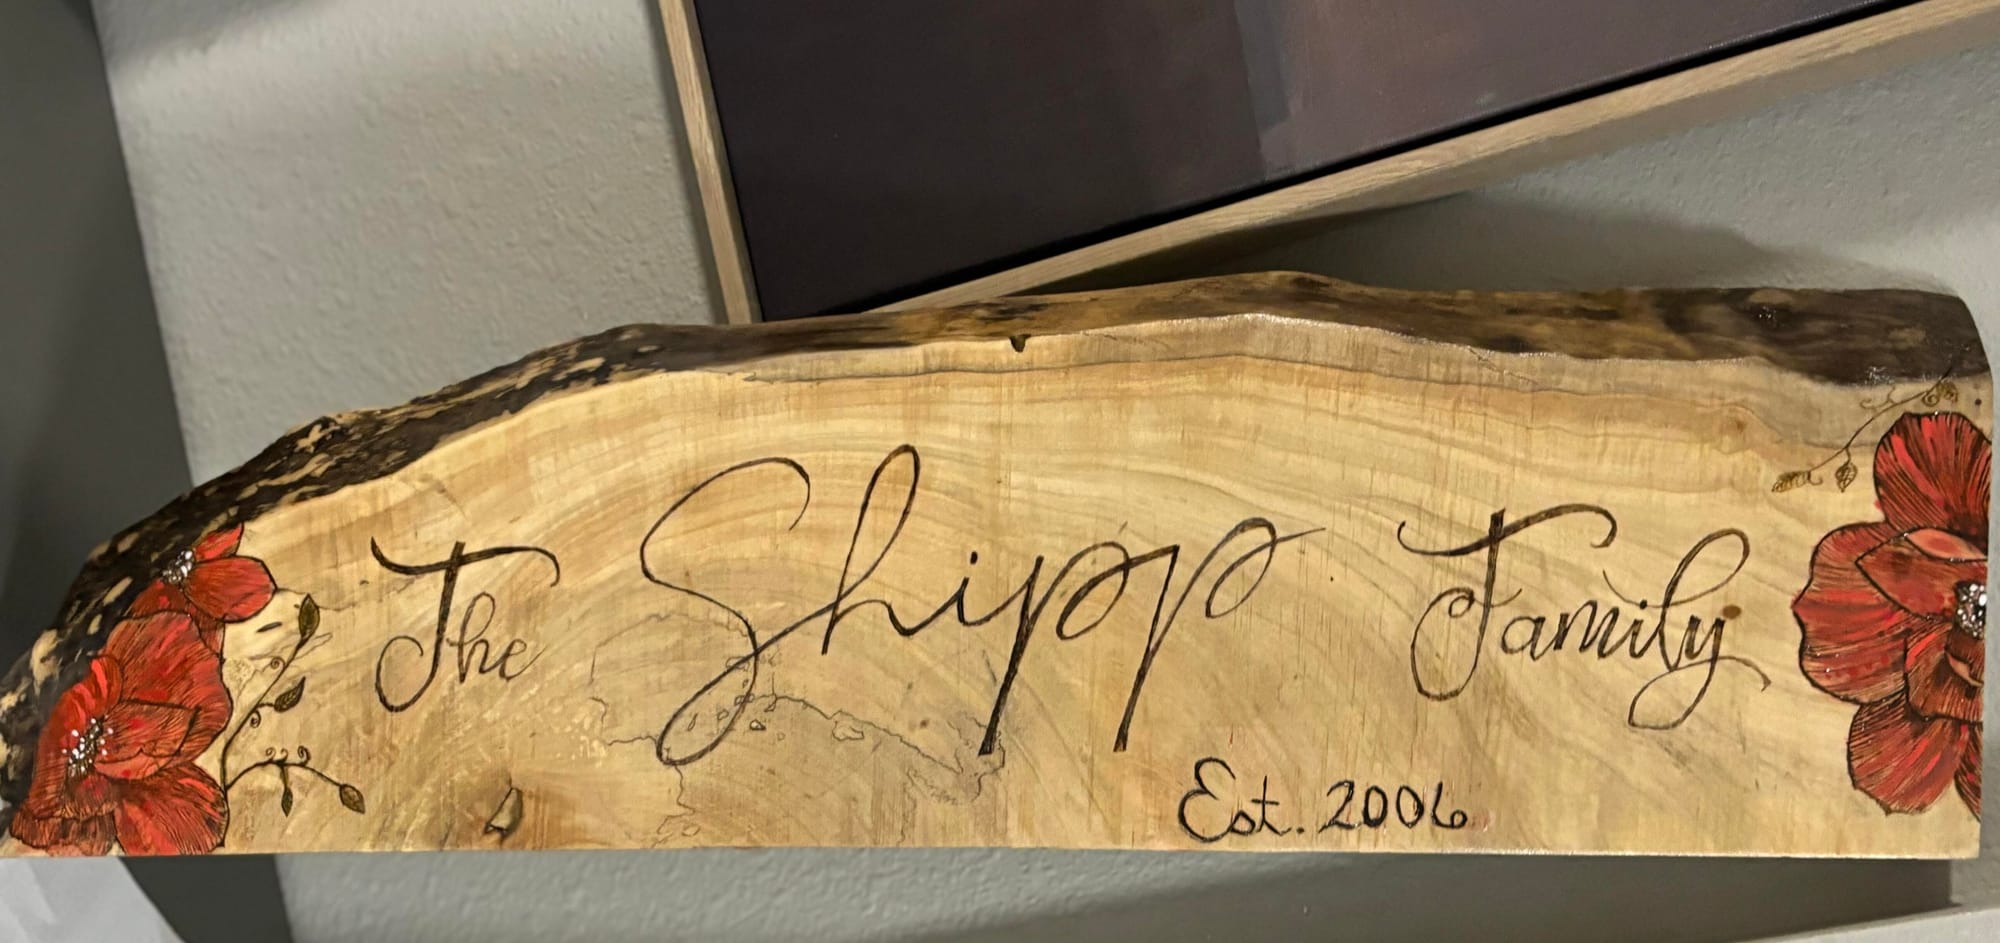 The Shipp Family
Est. 2006